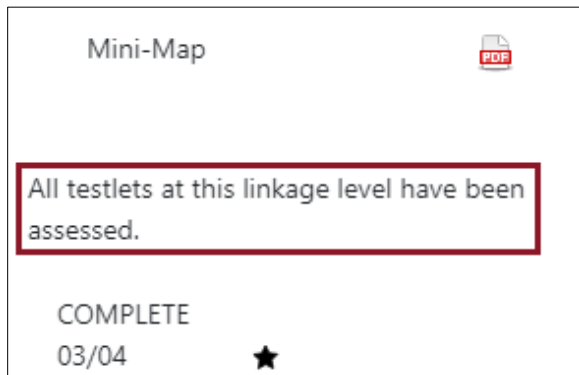 Mini-Map
PDF
All testlets at this linkage level have been
assessed.
COMPLETE
03/04